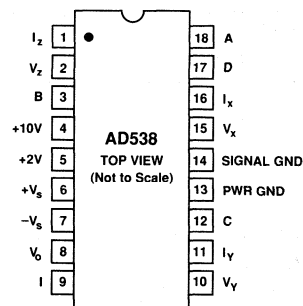 I_z 1 18 A
V_z 2 17 D
B 3 16 I_x
+10V 4 15 V_x
+2V 5 14 SIGNAL GND
+V_s 6 13 PWR GND
−V_s 7 12 C
V_o 8 11 I_Y
I 9 10 V_Y
AD538
TOP VIEW
(Not to Scale)